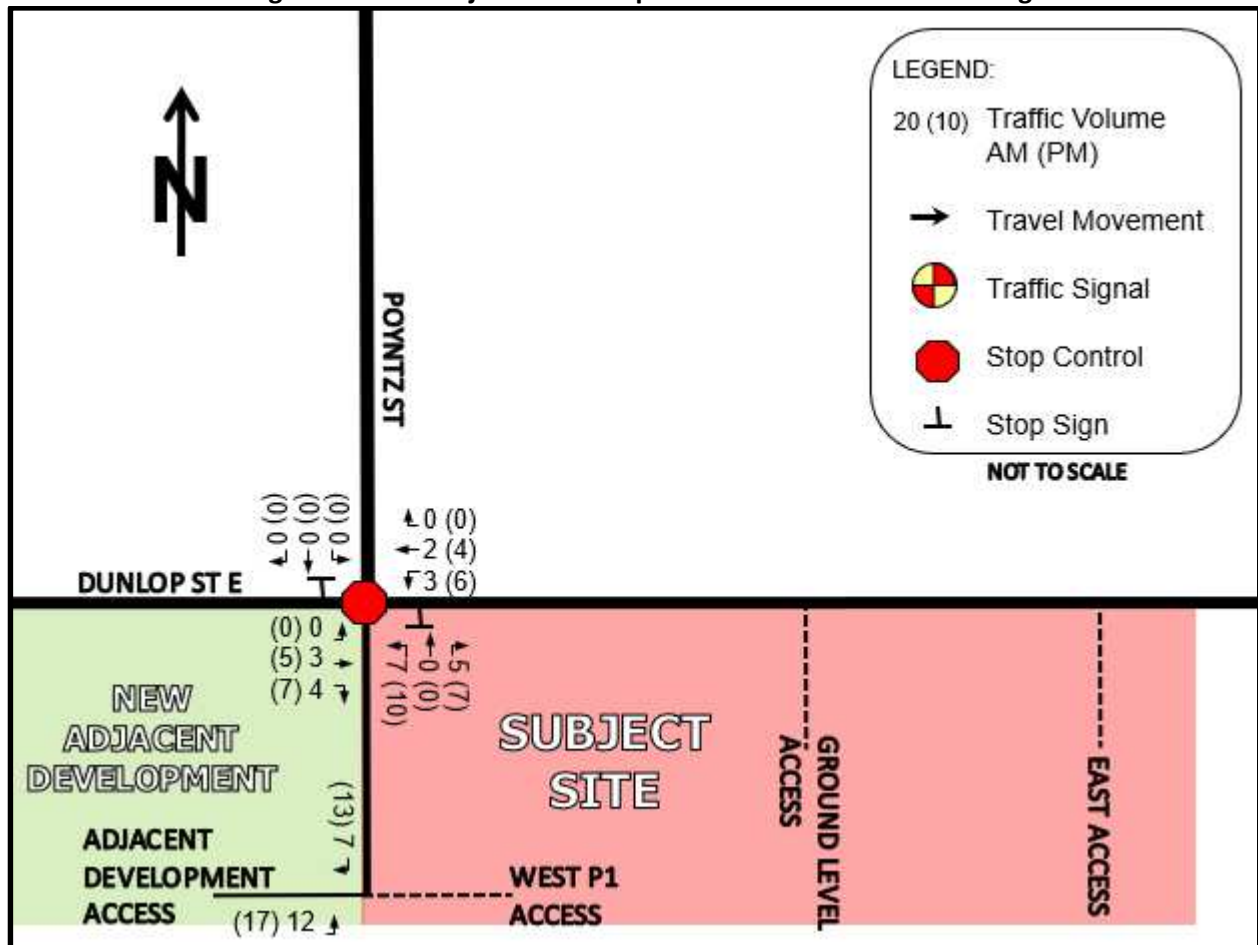 LEGEND:
20 (10) Traffic Volume
AM (PM)
Travel Movement
Traffic Signal
Stop Control
Stop Sign
NOT TO SCALE
N
POYNTZ ST
0 (0)
0 (0)
0 (0)
0 (0)
2 (4)
3 (6)
DUNLOP ST E
(0) 0
(5) 3
(7) 4
7 (10)
0 (0)
5 (7)
NEW
ADJACENT
DEVELOPMENT
SUBJECT
SITE
GROUND LEVEL
ACCESS
EAST ACCESS
(13) 7
ADJACENT
DEVELOPMENT
ACCESS
WEST P1
ACCESS
(17) 12